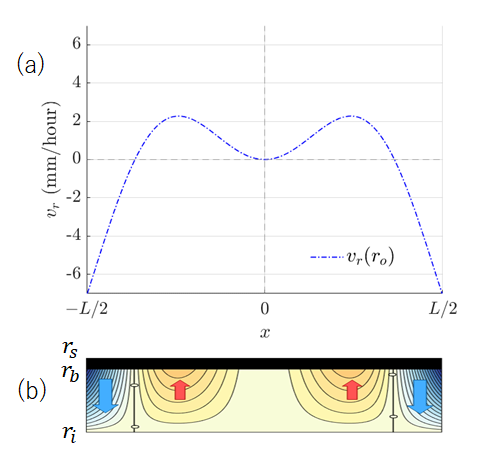 (a)
6
4
2
0
-2
-4
-6
v_r (mm/hour)
v_r(r_o)
−L/2 0 L/2
x
(b)
r_s
r_b
r_i